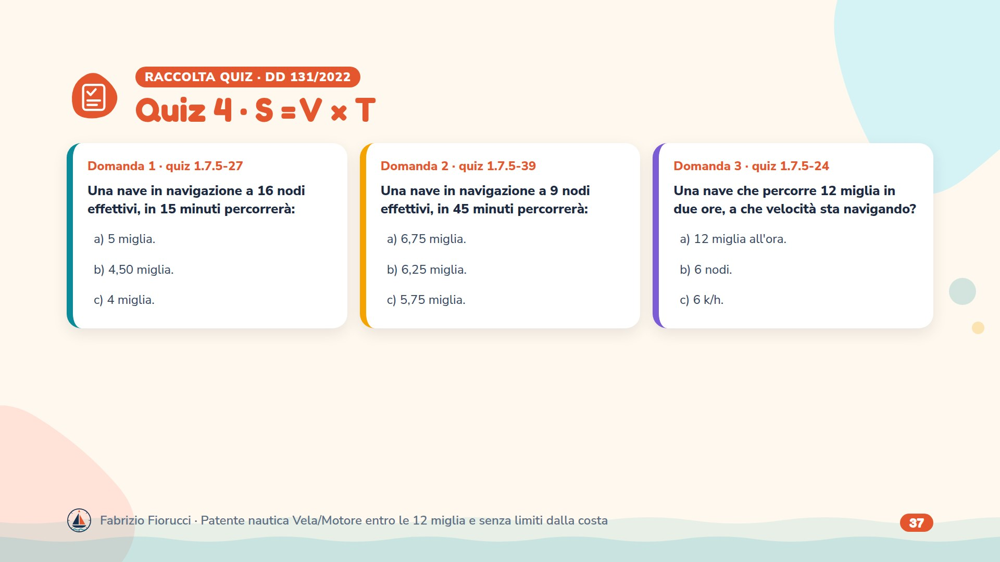 RACCOLTA QUIZ · DD 131/2022
Quiz 4 · S = V × T
Domanda 1 · quiz 1.7.5-27
Una nave in navigazione a 16 nodi
effettivi, in 15 minuti percorrerà:
a) 5 miglia.
b) 4,50 miglia.
c) 4 miglia.
Domanda 2 · quiz 1.7.5-39
Una nave in navigazione a 9 nodi
effettivi, in 45 minuti percorrerà:
a) 6,75 miglia.
b) 6,25 miglia.
c) 5,75 miglia.
Domanda 3 · quiz 1.7.5-24
Una nave che percorre 12 miglia in
due ore, a che velocità sta navigando?
a) 12 miglia all'ora.
b) 6 nodi.
c) 6 k/h.
Fabrizio Fiorucci · Patente nautica Vela/Motore entro le 12 miglia e senza limiti dalla costa
37